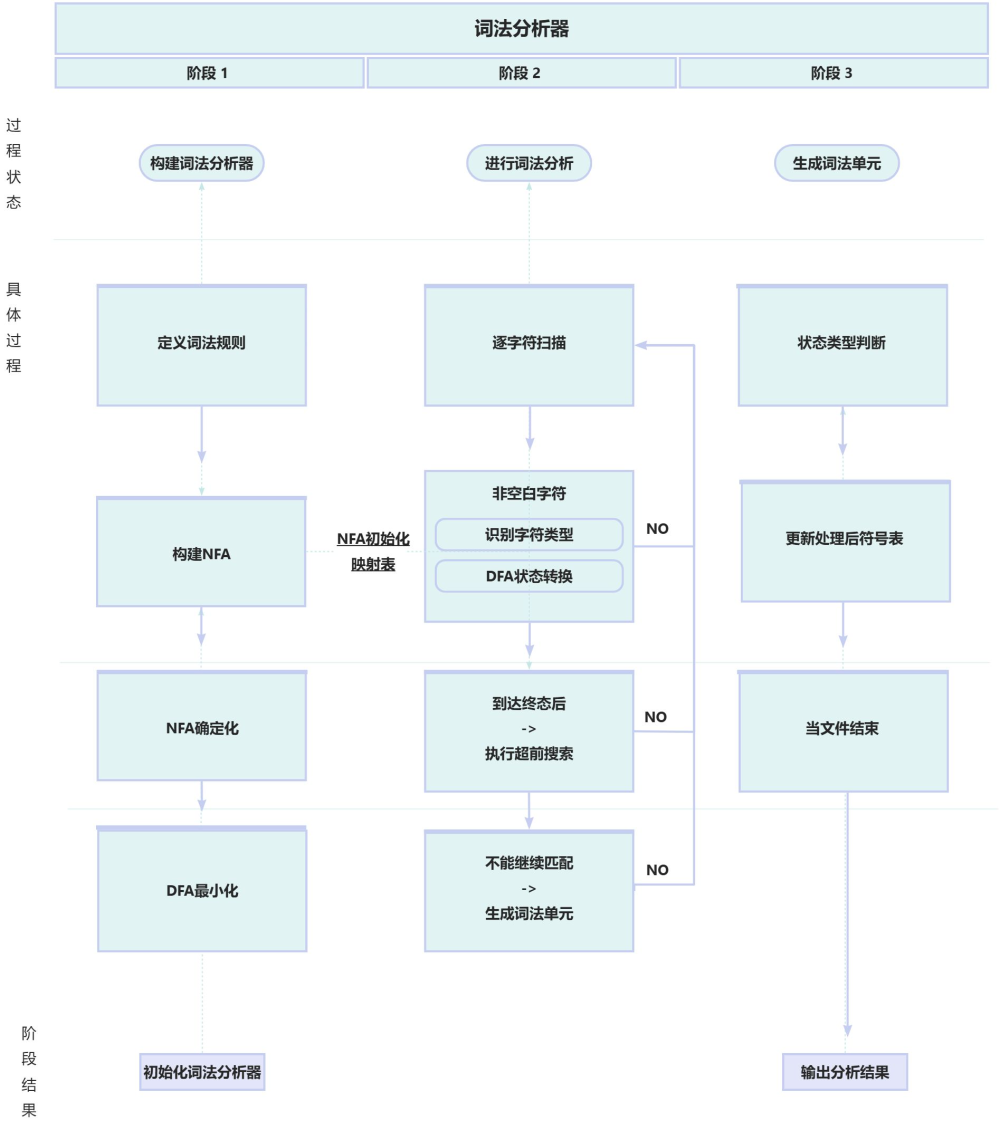 词法分析器
阶段 1
阶段 2
阶段 3
过程状态
构建词法分析器
进行词法分析
生成词法单元
具体过程
定义词法规则
逐字符扫描
状态类型判断
构建NFA
NFA初始化
映射表
非空白字符
识别字符类型
DFA状态转换
NO
更新处理后符号表
NFA确定化
到达终态后
->
执行超前搜索
NO
当文件结束
DFA最小化
不能继续匹配
->
生成词法单元
NO
阶段结果
初始化词法分析器
输出分析结果